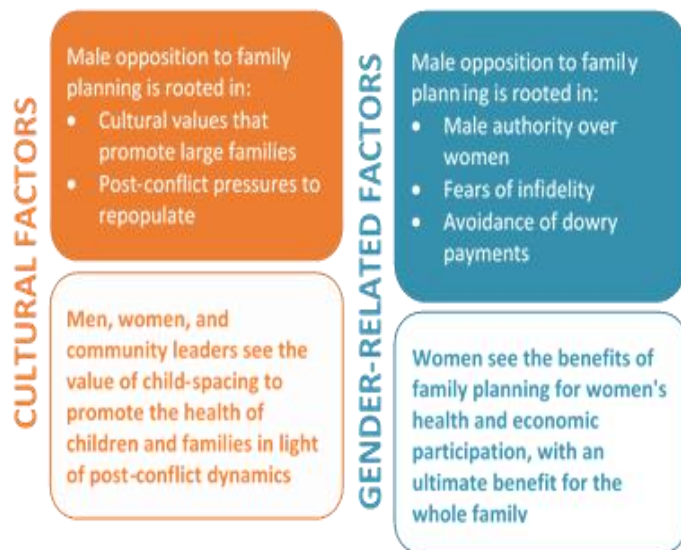 CULTURAL FACTORS
Male opposition to family
planning is rooted in:
• Cultural values that
promote large families
• Post-conflict pressures to
repopulate
Men, women, and
community leaders see the
value of child-spacing to
promote the health of
children and families in light
of post-conflict dynamics
GENDER-RELATED FACTORS
Male opposition to family
planning is rooted in:
• Male authority over
women
• Fears of infidelity
• Avoidance of dowry
payments
Women see the benefits of
family planning for women's
health and economic
participation, with an
ultimate benefit for the
whole family